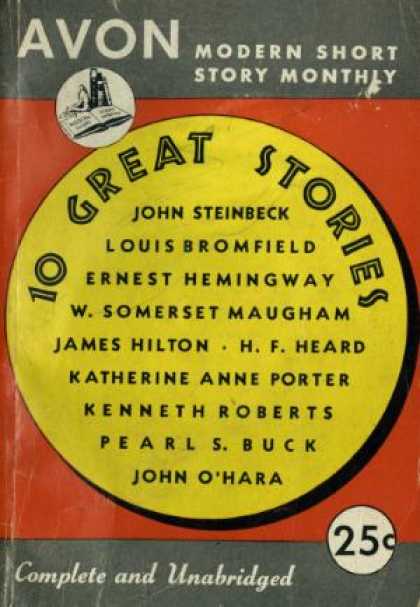 AVON
MODERN SHORT
STORY MONTHLY
10 GREAT STORIES
JOHN STEINBECK
LOUIS BROMFIELD
ERNEST HEMINGWAY
W. SOMERSET MAUGHAM
JAMES HILTON · H. F. HEARD
KATHERINE ANNE PORTER
KENNETH ROBERTS
PEARL S. BUCK
JOHN O'HARA
25c
Complete and Unabridged